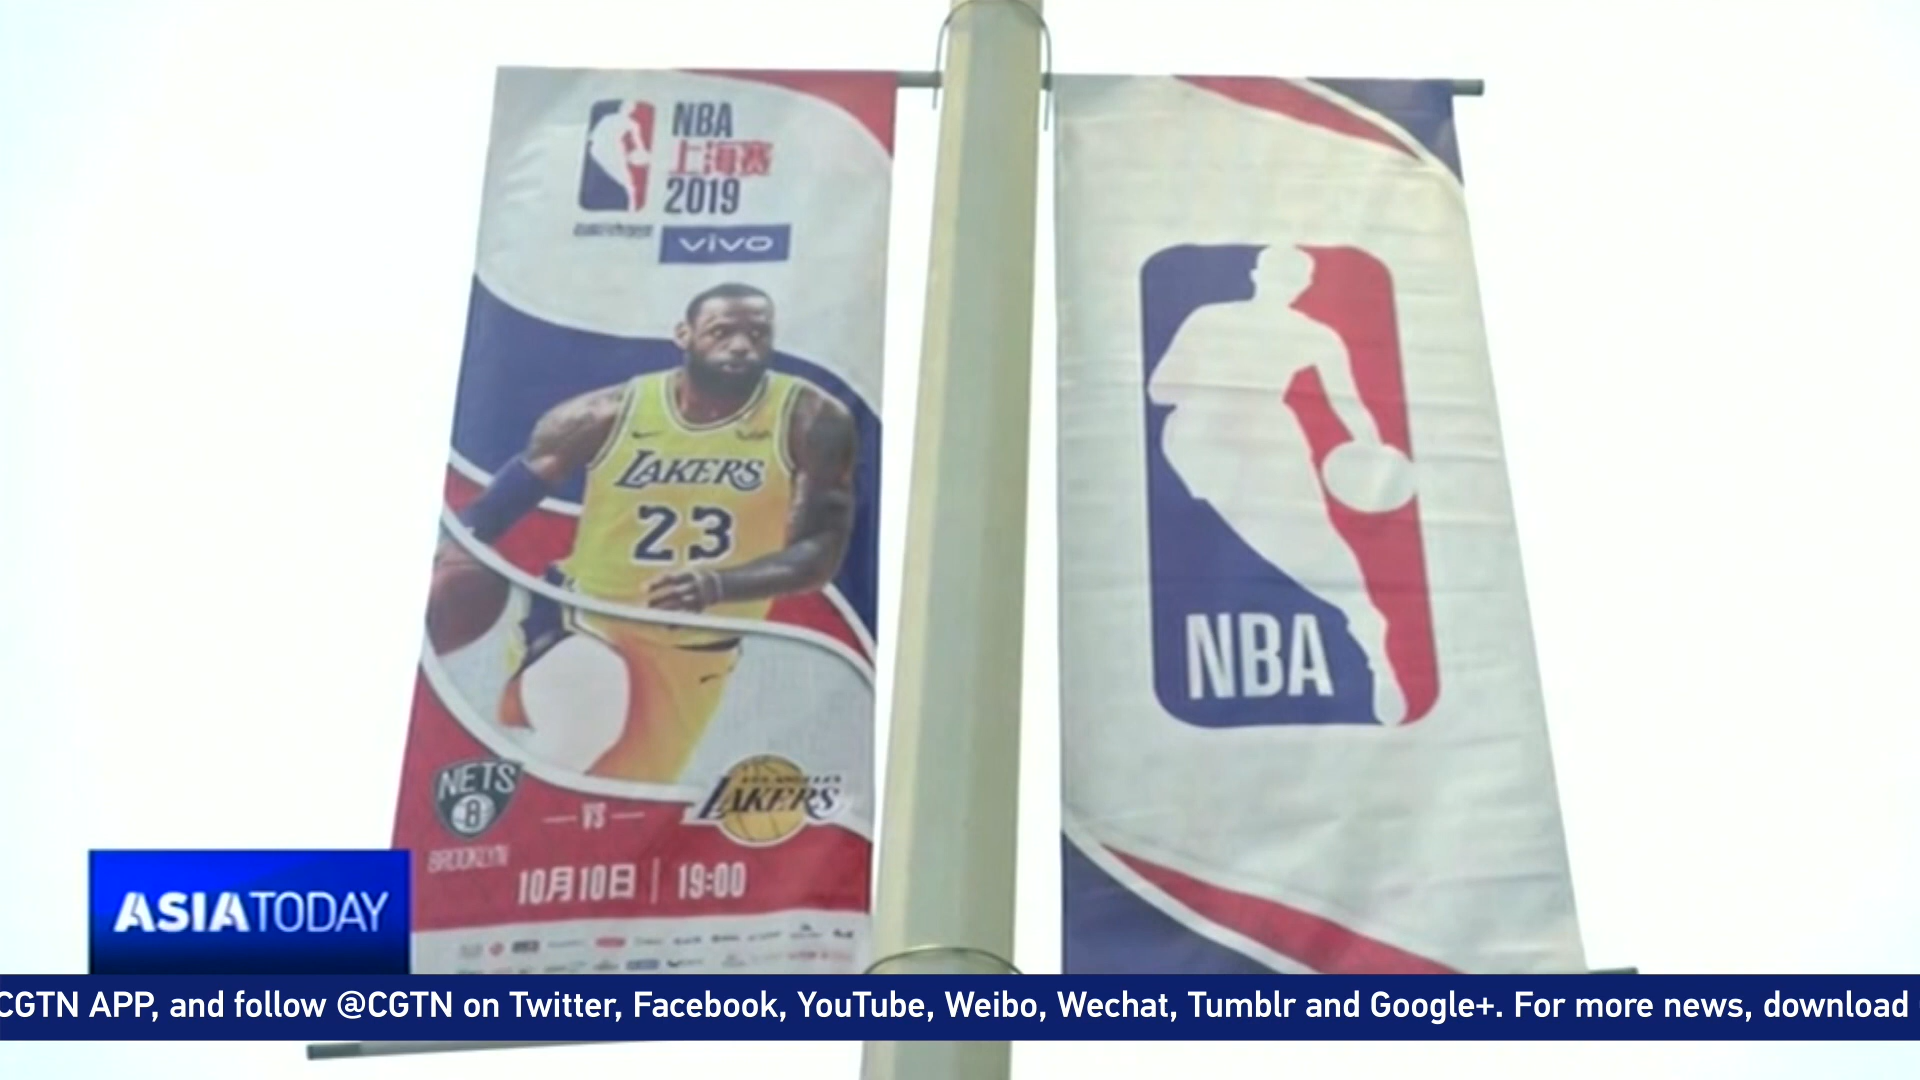 NBA
上海赛
2019
vivo
LAKERS
23
NETS
B
BROOKLYN
VS
LOS ANGELES
LAKERS
10月10日 | 19:00
NBA
ASIATODAY
CGTN APP, and follow @CGTN on Twitter, Facebook, YouTube, Weibo, Wechat, Tumblr and Google+. For more news, download